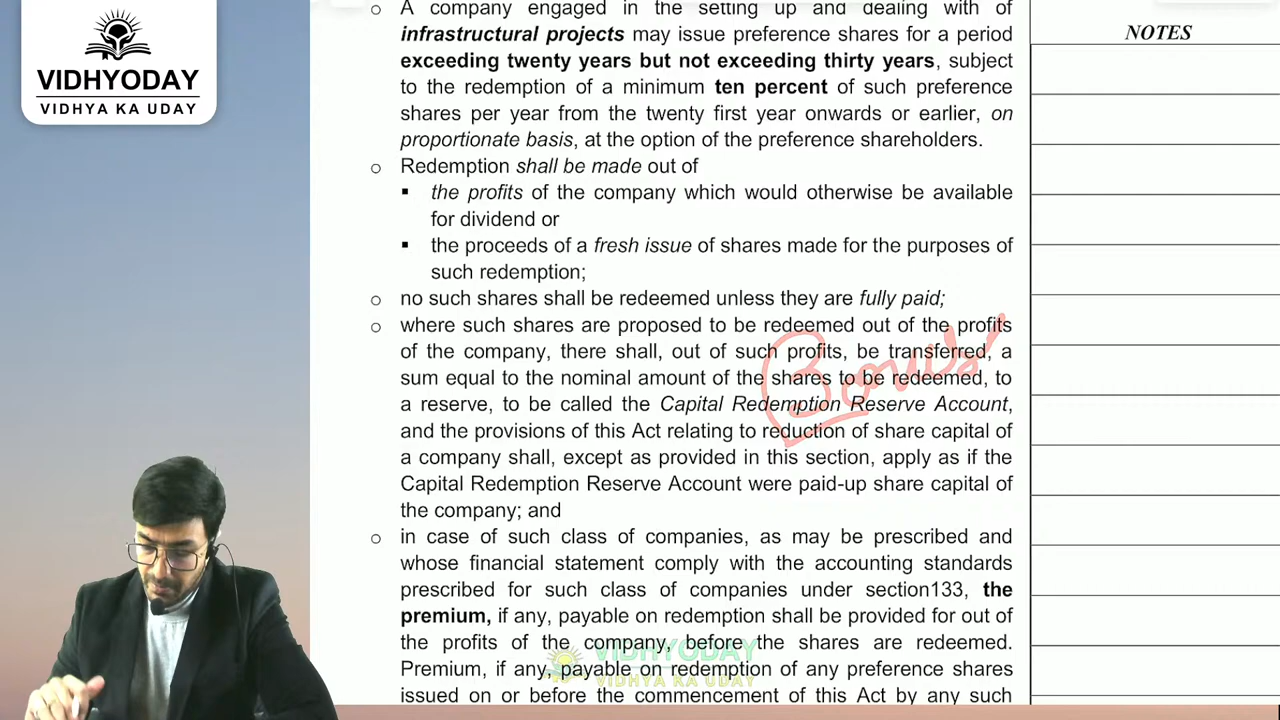 VIDHYODAY
VIDHYA KA UDAY
NOTES
o A company engaged in the setting up and dealing with of
infrastructural projects may issue preference shares for a period
exceeding twenty years but not exceeding thirty years, subject
to the redemption of a minimum ten percent of such preference
shares per year from the twenty first year onwards or earlier, on
proportionate basis, at the option of the preference shareholders.
o Redemption shall be made out of
▪ the profits of the company which would otherwise be available
for dividend or
▪ the proceeds of a fresh issue of shares made for the purposes of
such redemption;
o no such shares shall be redeemed unless they are fully paid;
o where such shares are proposed to be redeemed out of the profits
of the company, there shall, out of such profits, be transferred, a
sum equal to the nominal amount of the shares to be redeemed, to
a reserve, to be called the Capital Redemption Reserve Account,
and the provisions of this Act relating to reduction of share capital of
a company shall, except as provided in this section, apply as if the
Capital Redemption Reserve Account were paid-up share capital of
the company; and
Bonus
o in case of such class of companies, as may be prescribed and
whose financial statement comply with the accounting standards
prescribed for such class of companies under section133, the
premium, if any, payable on redemption shall be provided for out of
the profits of the company, before the shares are redeemed.
Premium, if any, payable on redemption of any preference shares
issued on or before the commencement of this Act by any such
VIDHYODAY
VIDHYA KA UDAY